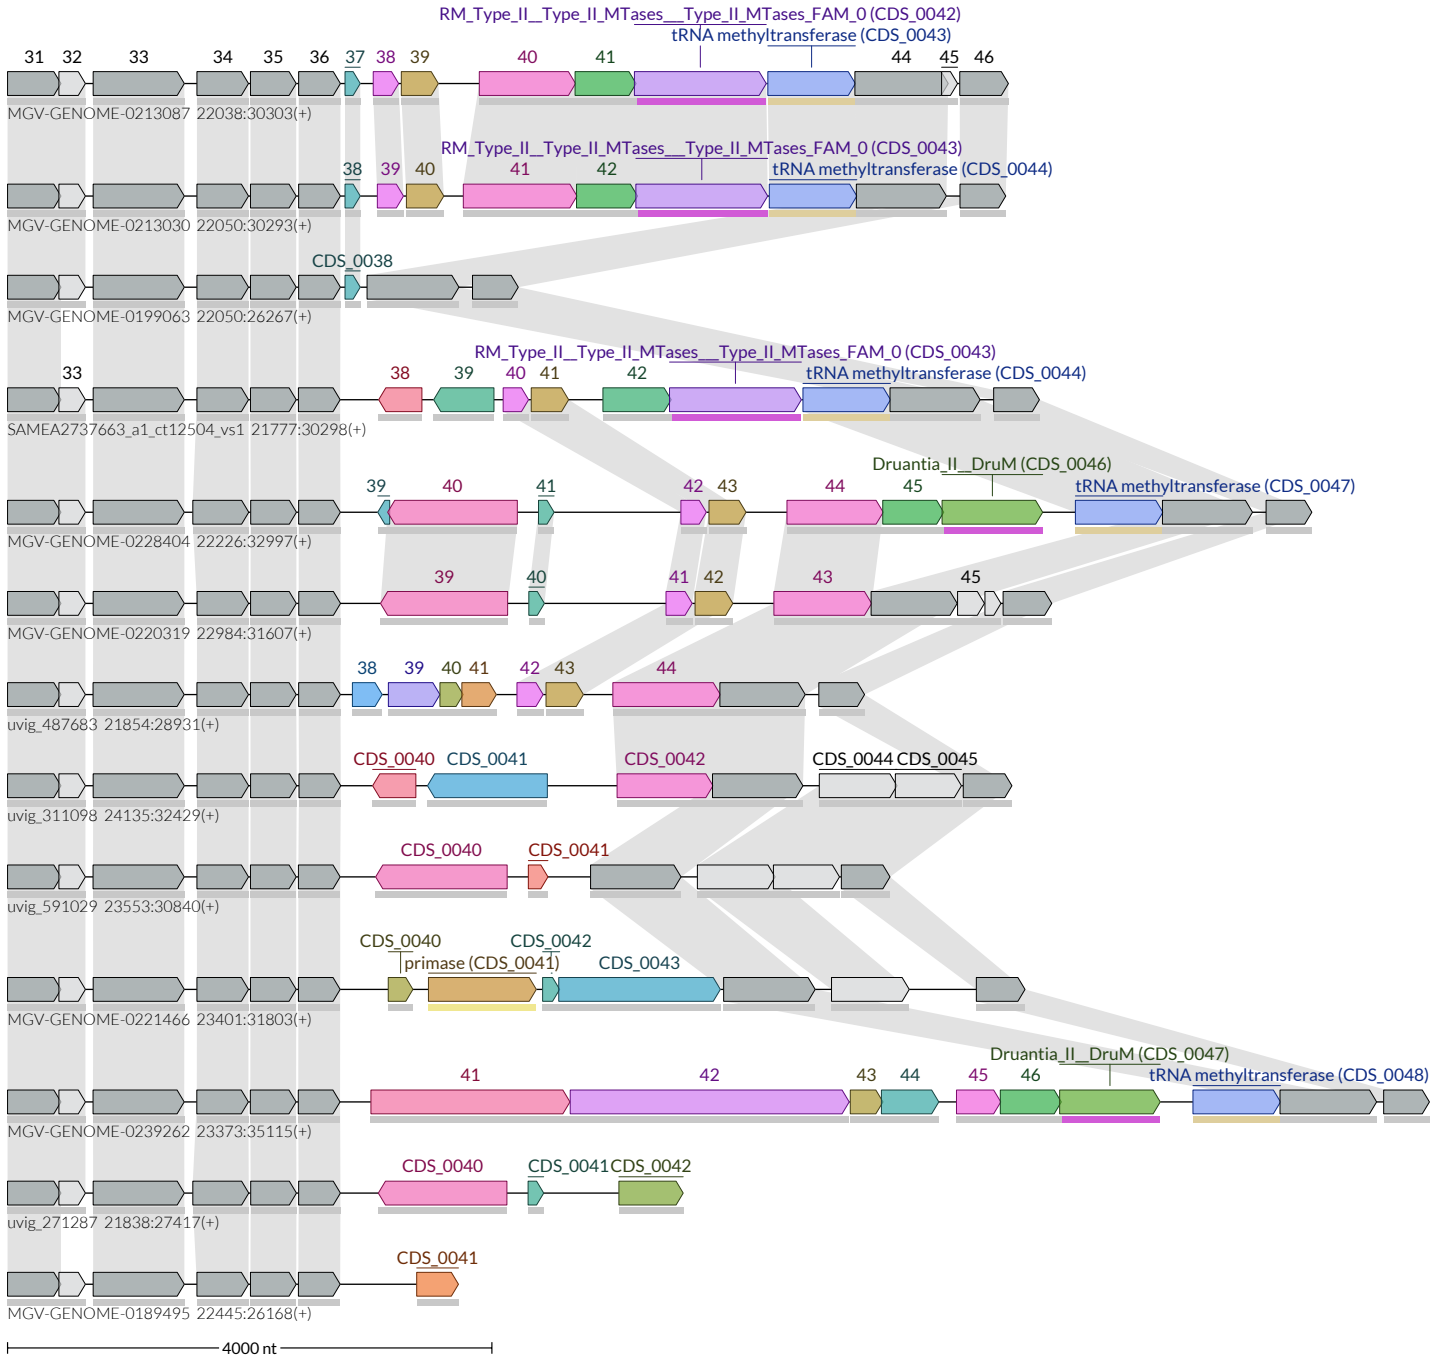 RM_Type_II__Type_II_MTases___Type_II_MTases_FAM_0 (CDS_0042)
tRNA methyltransferase (CDS_0043)
31 32 33 34 35 36 37 38 39 40 41 44 45 46
MGV-GENOME-0213087 22038:30303(+)
RM_Type_II__Type_II_MTases___Type_II_MTases_FAM_0 (CDS_0043)
38 39 40 41 42 tRNA methyltransferase (CDS_0044)
MGV-GENOME-0213030 22050:30293(+)
CDS_0038
MGV-GENOME-0199063 22050:26267(+)
RM_Type_II__Type_II_MTases___Type_II_MTases_FAM_0 (CDS_0043)
33 38 39 40 41 42 tRNA methyltransferase (CDS_0044)
SAMEA2737663_a1_ct12504_vs1 21777:30298(+)
Druantia_II__DruM (CDS_0046)
39 40 41 42 43 44 45 tRNA methyltransferase (CDS_0047)
MGV-GENOME-0228404 22226:32997(+)
39 40 41 42 43 45
MGV-GENOME-0220319 22984:31607(+)
38 39 40 41 42 43 44
uvig_487683 21854:28931(+)
CDS_0040 CDS_0041 CDS_0042 CDS_0044 CDS_0045
uvig_311098 24135:32429(+)
CDS_0040 CDS_0041
uvig_591029 23553:30840(+)
CDS_0040 CDS_0042
primase (CDS_0041) CDS_0043
MGV-GENOME-0221466 23401:31803(+)
Druantia_II__DruM (CDS_0047)
41 42 43 44 45 46 tRNA methyltransferase (CDS_0048)
MGV-GENOME-0239262 23373:35115(+)
CDS_0040 CDS_0041 CDS_0042
uvig_271287 21838:27417(+)
CDS_0041
MGV-GENOME-0189495 22445:26168(+)
4000 nt